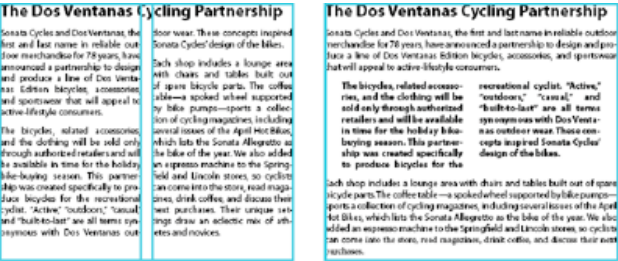 The Dos Ventanas Cycling Partnership
Sonata Cycles and Dos Ventanas, the
first and last name in reliable out-
door merchandise for 78 years, have
announced a partnership to design
and produce a line of Dos Venta-
nas Edition bicycles, accessories,
and sportswear that will appeal to
active-lifestyle consumers.
The bicycles, related accessories,
and the clothing will be sold only
through authorized retailers and will
be available in time for the holiday
bike-buying season. This partner-
ship was created specifically to pro-
duce bicycles for the recreational
cyclist. "Active," "outdoors," "casual,"
and "built-to-last" are all terms syn-
onymous with Dos Ventanas out-
door wear. These concepts inspired
Sonata Cycles' design of the bikes.
Each shop includes a lounge area
with chairs and tables built out
of spare bicycle parts. The coffee
table—a spoked wheel supported
by bike pumps—sports a collec-
tion of cycling magazines, including
several issues of the April Hot Bikes,
which lists the Sonata Allegretto as
the bike of the year. We also added
an espresso machine to the Spring-
field and Lincoln stores, so cyclists
can come into the store, read maga-
zines, drink coffee, and discuss their
next purchases. Their unique set-
tings draw an eclectic mix of ath-
letes and novices.
The Dos Ventanas Cycling Partnership
Sonata Cycles and Dos Ventanas, the first and last name in reliable outdoor
merchandise for 78 years, have announced a partnership to design and pro-
duce a line of Dos Ventanas Edition bicycles, accessories, and sportswear
that will appeal to active-lifestyle consumers.
The bicycles, related accesso-
ries, and the clothing will be
sold only through authorized
retailers and will be available
in time for the holiday bike-
buying season. This partner-
ship was created specifically
to produce bicycles for the
recreational cyclist. "Active,"
"outdoors," "casual," and
"built-to-last" are all terms
synonymous with Dos Venta-
nas outdoor wear. These con-
cepts inspired Sonata Cycles'
design of the bikes.
Each shop includes a lounge area with chairs and tables built out of spare
bicycle parts. The coffee table—a spoked wheel supported by bike pumps—
sports a collection of cycling magazines, including several issues of the April
Hot Bikes, which lists the Sonata Allegretto as the bike of the year. We also
added an espresso machine to the Springfield and Lincoln stores, so cyclists
can come into the store, read magazines, drink coffee, and discuss their next
purchases.